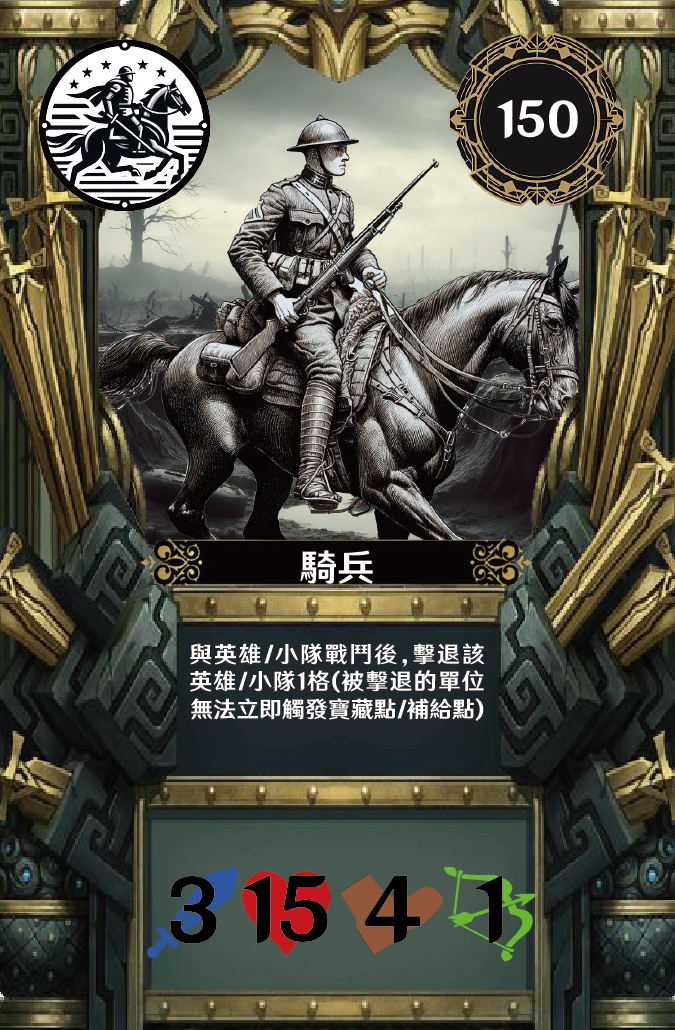 150
騎兵
與英雄/小隊戰鬥後,擊退該
英雄/小隊1格(被擊退的單位
無法立即觸發寶藏點/補給點)
3 15 4 1